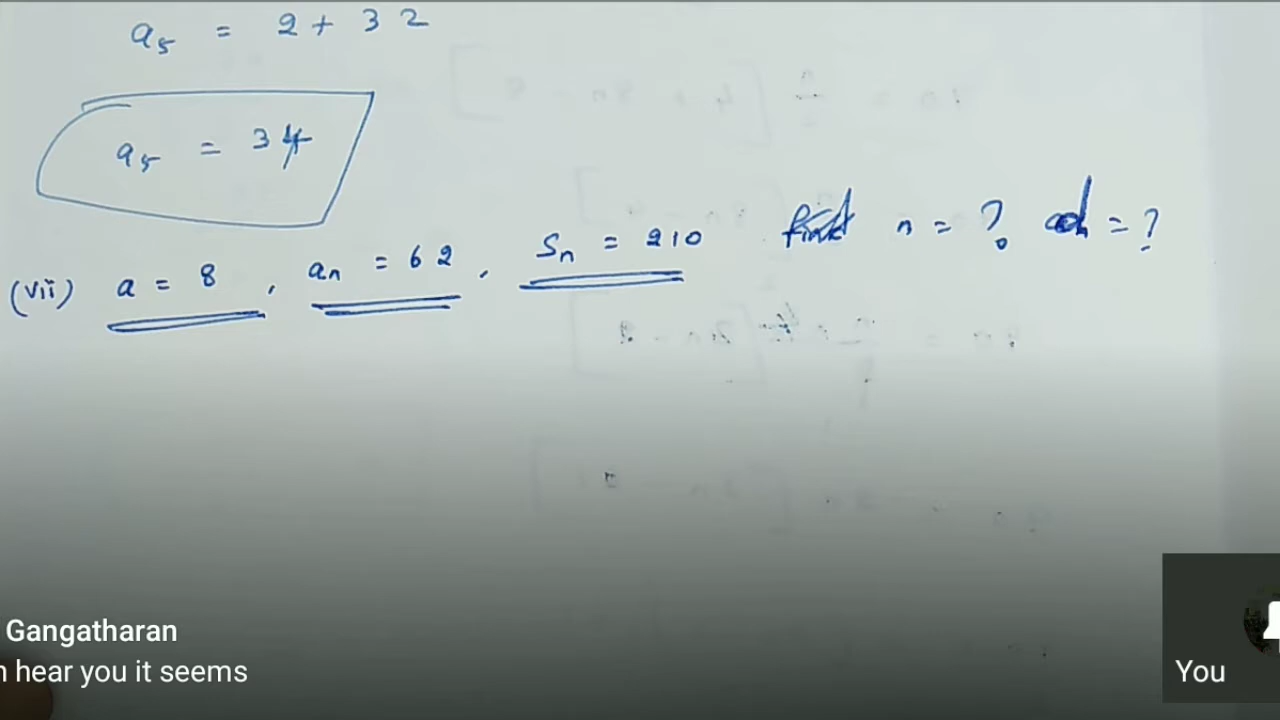 a₅ = 2 + 32
a₅ = 34
(vii) a = 8 , aₙ = 62 , Sₙ = 210 find n = ? d = ?
Gangatharan
hear you it seems
You